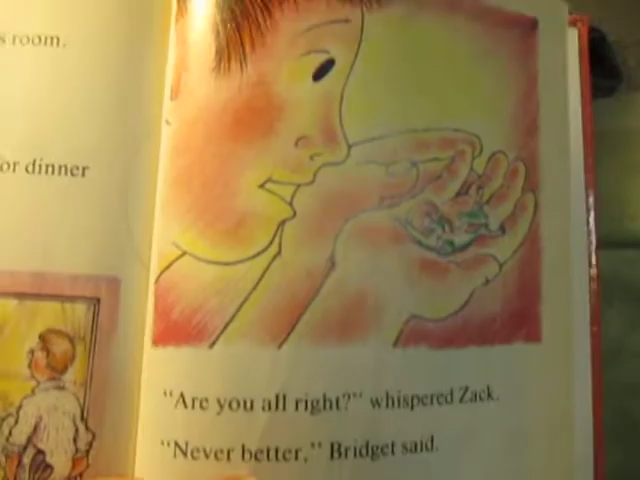 s room.
or dinner
"Are you all right?" whispered Zack.
"Never better," Bridget said.